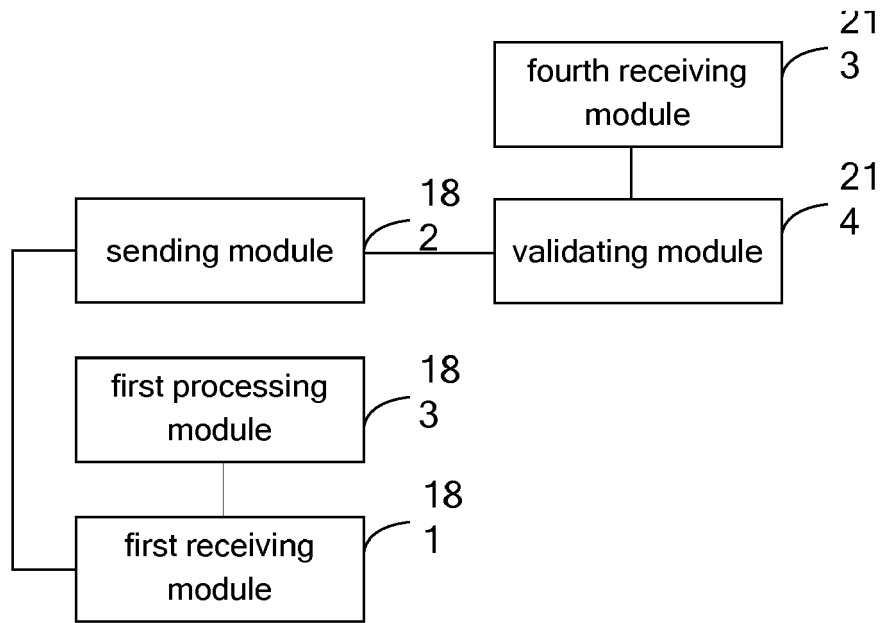 21
3
fourth receiving
module
18
2
sending module
21
4
validating module
18
3
first processing
module
18
1
first receiving
module